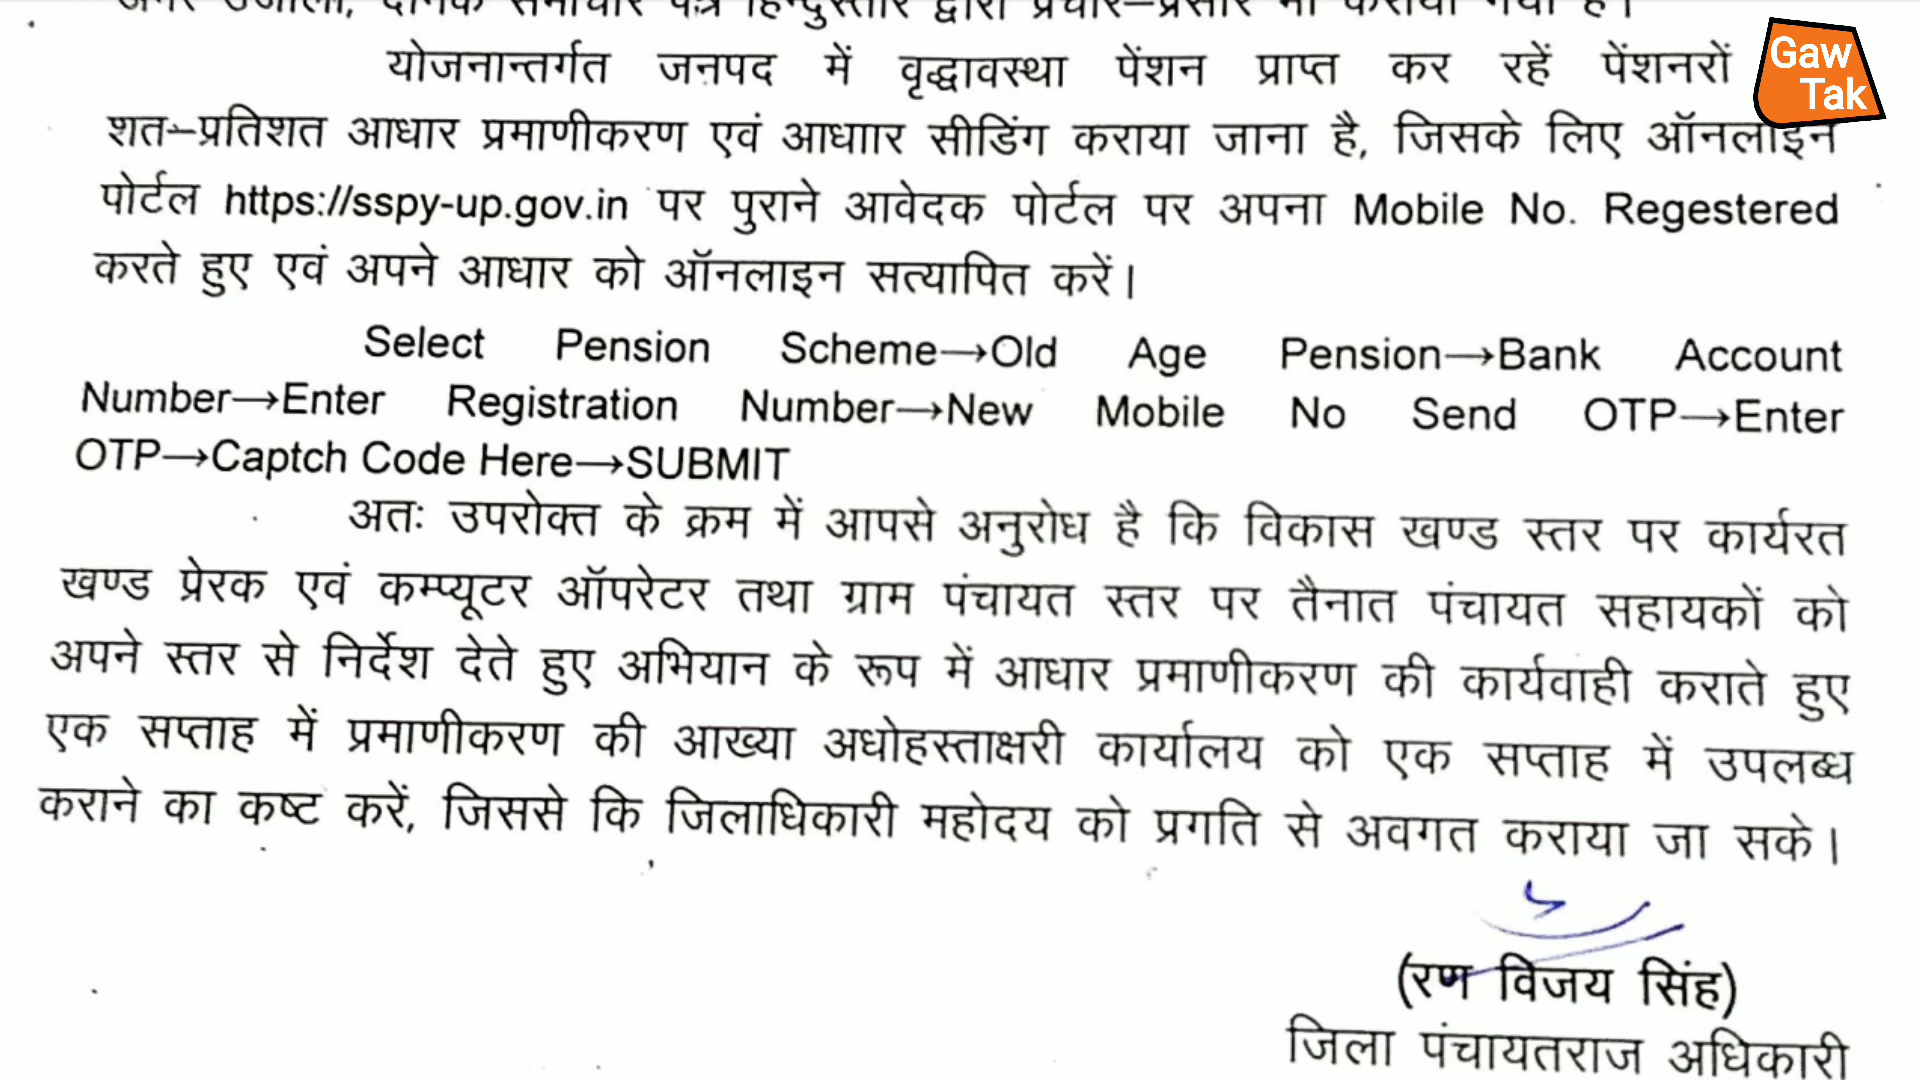 द्वारा प्रचार–प्रसार
योजनान्तर्गत जनपद में वृद्धावस्था पेंशन प्राप्त कर रहें पेंशनरों
Gaw
Tak
शत–प्रतिशत आधार प्रमाणीकरण एवं आधाार सीडिंग कराया जाना है, जिसके लिए ऑनलाइन
पोर्टल https://sspy-up.gov.in पर पुराने आवेदक पोर्टल पर अपना Mobile No. Regestered
करते हुए एवं अपने आधार को ऑनलाइन सत्यापित करें।
Select Pension Scheme→Old Age Pension→Bank Account
Number→Enter Registration Number→New Mobile No Send OTP→Enter
OTP→Captch Code Here→SUBMIT
अतः उपरोक्त के क्रम में आपसे अनुरोध है कि विकास खण्ड स्तर पर कार्यरत
खण्ड प्रेरक एवं कम्प्यूटर ऑपरेटर तथा ग्राम पंचायत स्तर पर तैनात पंचायत सहायकों को
अपने स्तर से निर्देश देते हुए अभियान के रूप में आधार प्रमाणीकरण की कार्यवाही कराते हुए
एक सप्ताह में प्रमाणीकरण की आख्या अधोहस्ताक्षरी कार्यालय को एक सप्ताह में उपलब्ध
कराने का कष्ट करें, जिससे कि जिलाधिकारी महोदय को प्रगति से अवगत कराया जा सके।
(रण विजय सिंह)
जिला पंचायतराज अधिकारी